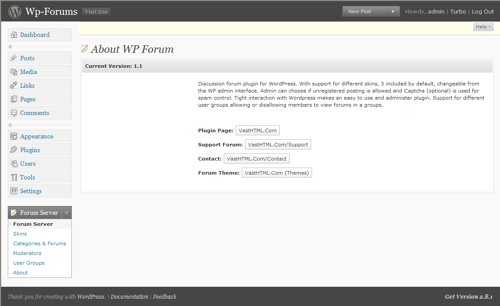 Wp-Forums Visit Site New Post Howdy, admin | Turbo | Log Out
Help
Dashboard
Posts
Media
Links
Pages
Comments
Appearance
Plugins
Users
Tools
Settings
Forum Server
Forum Server
Skins
Categories & Forums
Moderators
User Groups
About
About WP Forum
Current Version: 1.1
Discussion forum plugin for WordPress. With support for different skins, 3 included by default, changeable from
the WP admin interface. Admin can choose if unregistered posting is allowed and Captcha (optional) is used for
spam control. Tight interaction with Wordpress makes an easy to use and administer plugin. Support for different
user groups allowing or disallowing members to view forums in a groups.
Plugin Page: VastHTML.Com
Support Forum: VastHTML.Com/Support
Contact: VastHTML.Com/Contact
Forum Theme: VastHTML.Com (Themes)
Thank you for creating with WordPress. | Documentation | Feedback Get Version 2.8.1